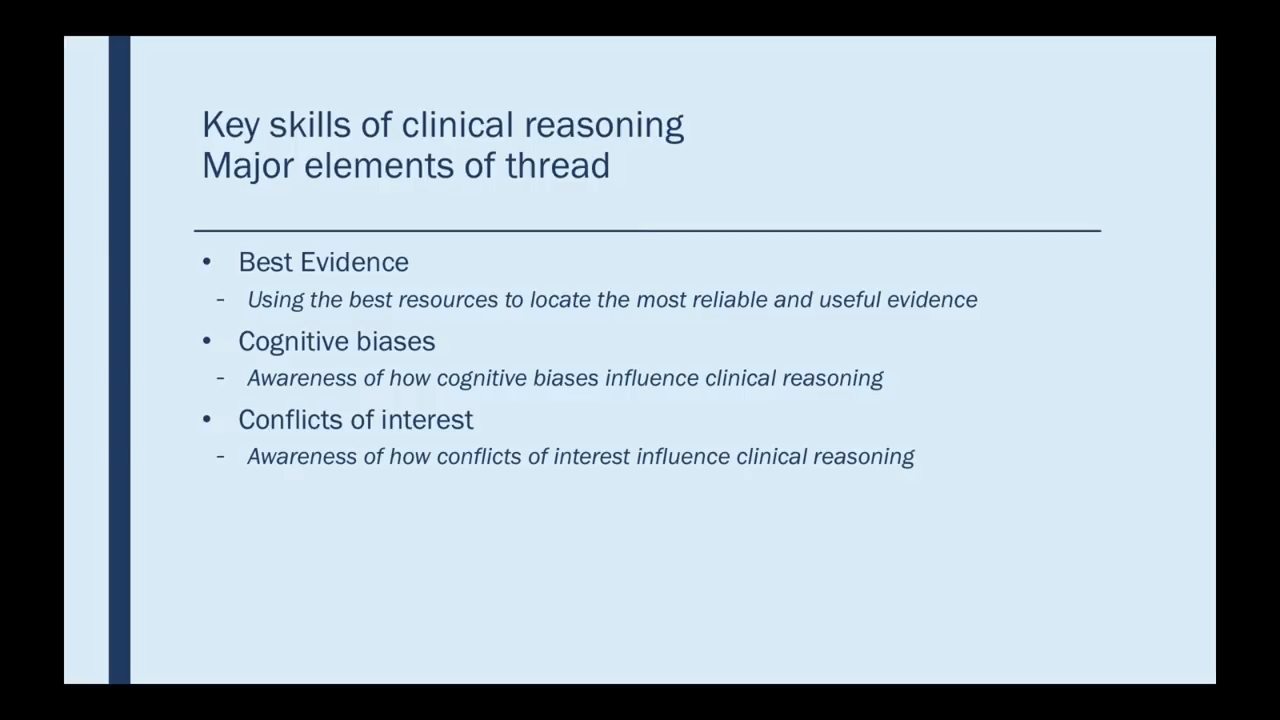 Key skills of clinical reasoning
Major elements of thread
• Best Evidence
- Using the best resources to locate the most reliable and useful evidence
• Cognitive biases
- Awareness of how cognitive biases influence clinical reasoning
• Conflicts of interest
- Awareness of how conflicts of interest influence clinical reasoning